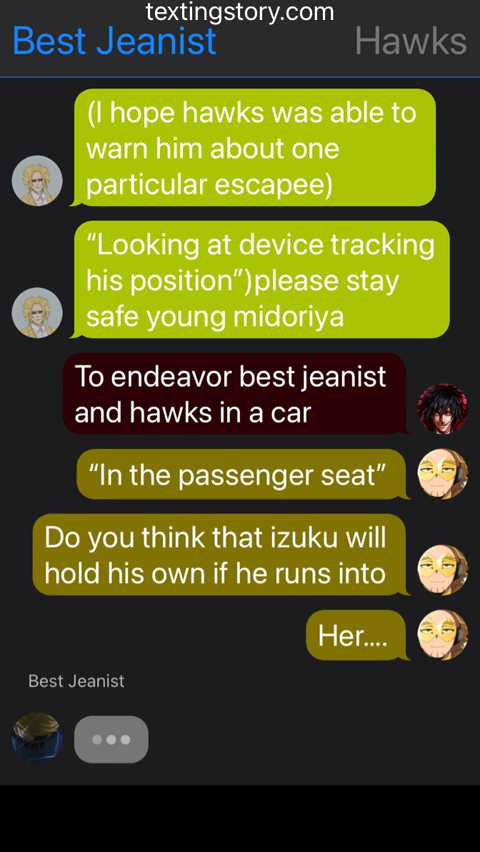 textingstory.com
Best Jeanist
Hawks
(I hope hawks was able to
warn him about one
particular escapee)
“Looking at device tracking
his position”)please stay
safe young midoriya
To endeavor best jeanist
and hawks in a car
“In the passenger seat”
Do you think that izuku will
hold his own if he runs into
Her....
Best Jeanist